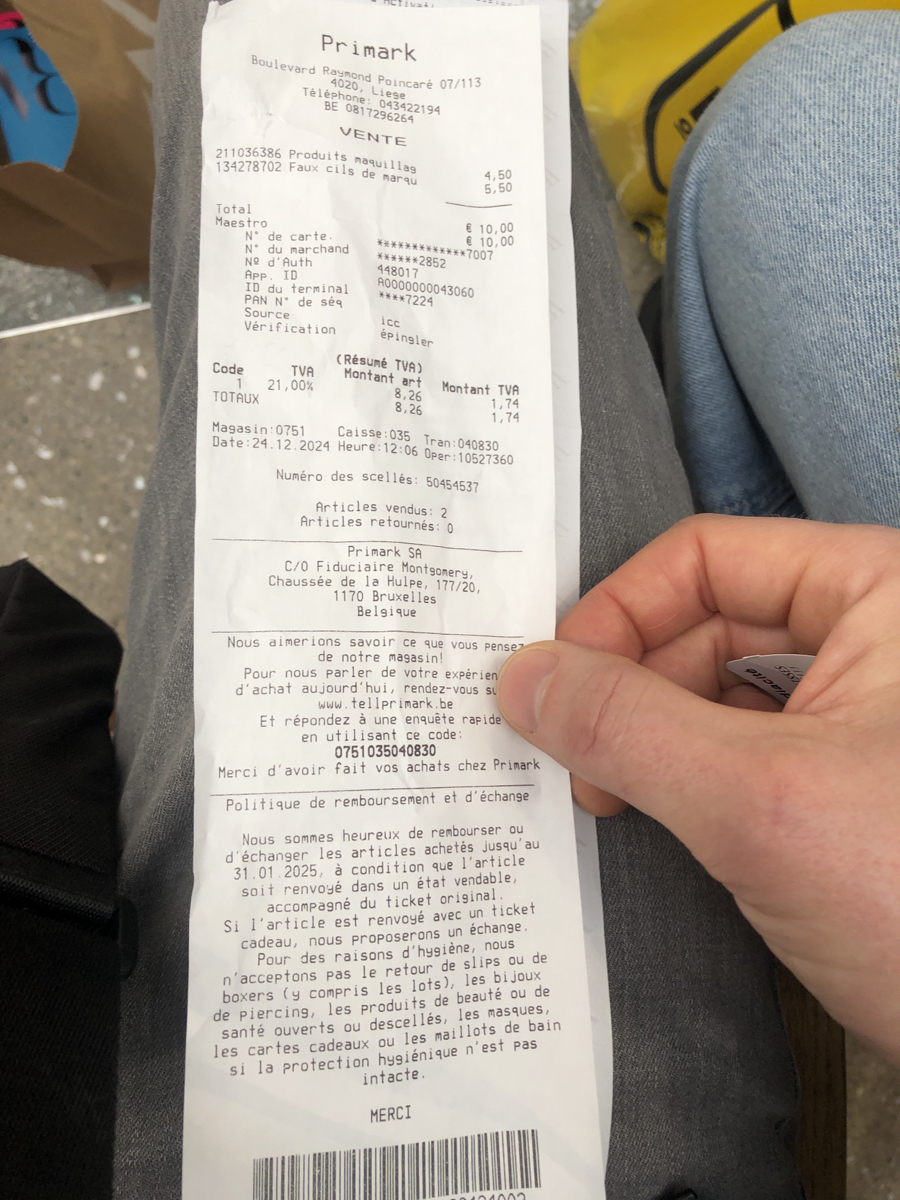 Primark
Boulevard Raymond Poincaré 07/113
4020, Liege
Téléphone: 043422194
BE 0817296264
VENTE
211036386 Produits maquillag 4,50
134278702 Faux cils de marqu 5,50
Total € 10,00
Maestro € 10,00
N° de carte. ************7007
N° du marchand ******2852
Nº d'Auth 448017
App. ID A0000000043060
ID du terminal ****7224
PAN N° de séq
Source icc
Vérification épingler
(Résumé TVA)
Code TVA Montant art Montant TVA
1 21,00% 8,26 1,74
TOTAUX 8,26 1,74
Magasin:0751 Caisse:035 Tran:040830
Date:24.12.2024 Heure:12:06 Oper:10527360
Numéro des scellés: 50454537
Articles vendus: 2
Articles retournés: 0
Primark SA
C/O Fiduciaire Montgomery,
Chaussée de la Hulpe, 177/20,
1170 Bruxelles
Belgique
Nous aimerions savoir ce que vous pensez
de notre magasin!
Pour nous parler de votre expérien
d'achat aujourd'hui, rendez-vous su
www.tellprimark.be
Et répondez à une enquête rapide
en utilisant ce code:
0751035040830
Merci d'avoir fait vos achats chez Primark
Politique de remboursement et d'échange
Nous sommes heureux de rembourser ou
d'échanger les articles achetés jusqu'au
31.01.2025, à condition que l'article
soit renvoyé dans un état vendable,
accompagné du ticket original.
Si l'article est renvoyé avec un ticket
cadeau, nous proposerons un échange.
Pour des raisons d'hygiène, nous
n'acceptons pas le retour de slips ou de
boxers (y compris les lots), les bijoux
de piercing, les produits de beauté ou de
santé ouverts ou descellés, les masques,
les cartes cadeaux ou les maillots de bain
si la protection hygiénique n'est pas
intacte.
MERCI